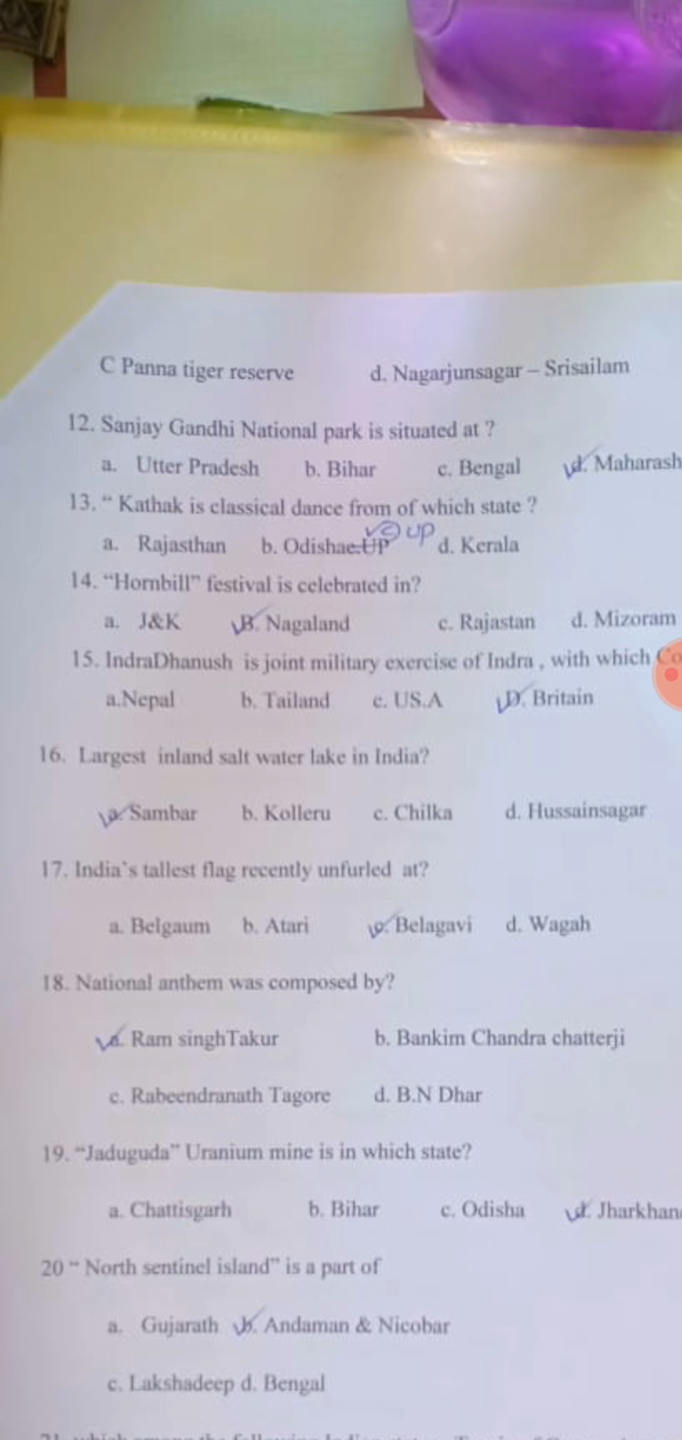 C Panna tiger reserve d. Nagarjunsagar – Srisailam
12. Sanjay Gandhi National park is situated at ?
a. Utter Pradesh b. Bihar c. Bengal d. Maharash
13. “ Kathak is classical dance from of which state ?
a. Rajasthan b. Odishac.UP c UP d. Kerala
14. “Hornbill” festival is celebrated in?
a. J&K B. Nagaland c. Rajastan d. Mizoram
15. IndraDhanush is joint military exercise of Indra , with which Co
a.Nepal b. Tailand c. US.A D. Britain
16. Largest inland salt water lake in India?
a. Sambar b. Kolleru c. Chilka d. Hussainsagar
17. India’s tallest flag recently unfurled at?
a. Belgaum b. Atari c. Belagavi d. Wagah
18. National anthem was composed by?
a. Ram singhTakur b. Bankim Chandra chatterji
c. Rabeendranath Tagore d. B.N Dhar
19. “Jaduguda” Uranium mine is in which state?
a. Chattisgarh b. Bihar c. Odisha d. Jharkhan
20 “ North sentinel island” is a part of
a. Gujarath b. Andaman & Nicobar
c. Lakshadeep d. Bengal